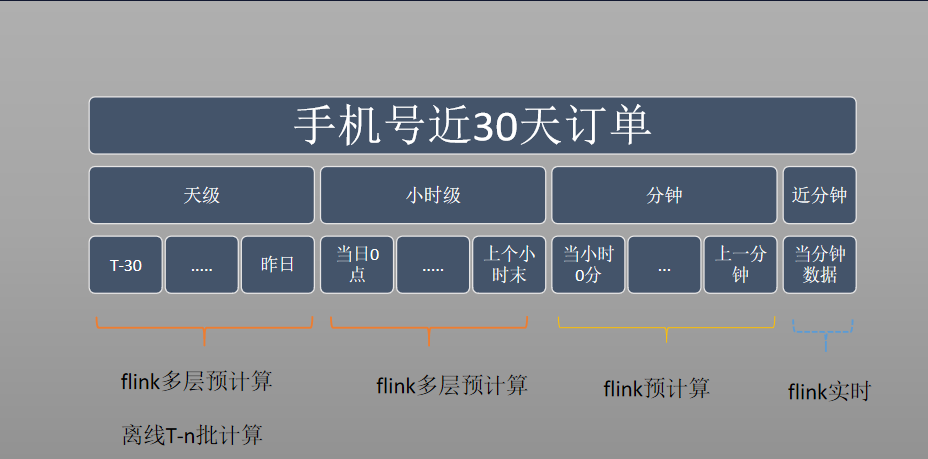 手机号近30天订单
天级
小时级
分钟
近分钟
T-30
.....
昨日
当日0
点
.....
上个小
时末
当小时
0分
...
上一分
钟
当分钟
数据
flink多层预计算
离线T-n批计算
flink多层预计算
flink预计算
flink实时